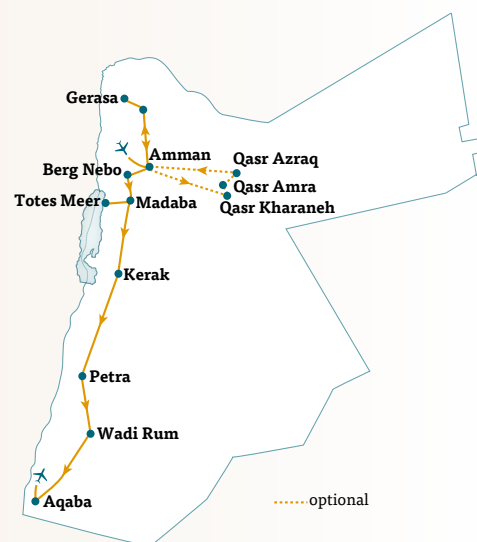 Gerasa
Amman
Qasr Azraq
Berg Nebo
Qasr Amra
Totes Meer
Madaba
Qasr Kharaneh
Kerak
Petra
Wadi Rum
Aqaba
optional